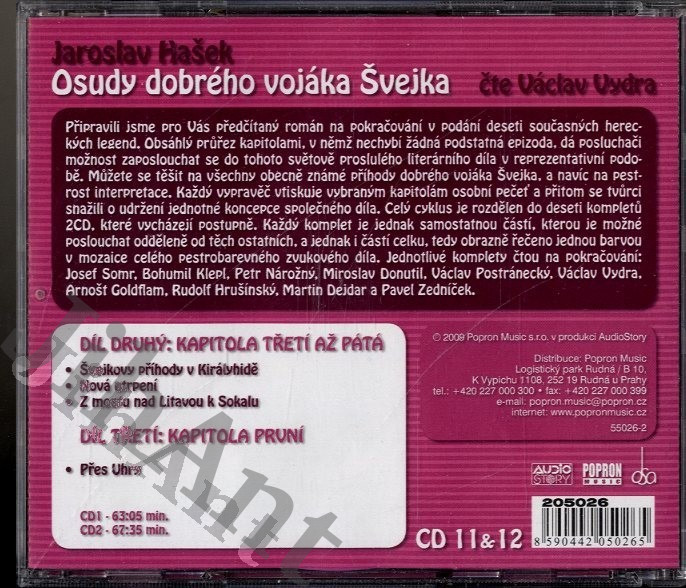 Jaroslav Hašek
Osudy dobrého vojáka Švejka čte Václav Vydra
Připravili jsme pro Vás předčítaný román na pokračování v podání deseti současných herec-
kých legend. Obsáhlý průřez kapitolami, v němž nechybí žádná podstatná epizoda, dá posluchači
možnost zaposlouchat se do tohoto světově proslulého literárního díla v reprezentativní podo-
bě. Můžete se těšit na všechny obecně známé příhody dobrého vojáka Švejka, a navíc na pest-
rost interpretace. Každý vypravěč vtiskuje vybraným kapitolám osobní pečeť a přitom se tvůrci
snažili o udržení jednotné koncepce společného díla. Celý cyklus je rozdělen do deseti kompletů
2CD, které vycházejí postupně. Každý komplet je jednak samostatnou částí, kterou je možné
poslouchat odděleně od těch ostatních, a jednak i částí celku, tedy obrazně řečeno jednou barvou
v mozaice celého pestrobarevného zvukového díla. Jednotlivé komplety čtou na pokračování:
Josef Somr, Bohumil Klepl, Petr Nárožný, Miroslav Donutil, Václav Postránecký, Václav Vydra,
Arnošt Goldflam, Rudolf Hrušínský, Martin Dejdar a Pavel Zedníček.
DÍL DRUHÝ: KAPITOLA TŘETÍ AŽ PÁTÁ
• Švejkovy příhody v Királyhidě
• Nová utrpení
• Z mostu nad Litavou k Sokalu
DÍL TŘETÍ: KAPITOLA PRVNÍ
• Přes Uhry
CD1 - 63:05 min.
CD2 - 67:35 min.
© 2009 Popron Music s.r.o. v produkci AudioStory
Distribuce: Popron Music
Logistický park Rudná / B 10,
K Vypichu 1108, 252 19 Rudná u Prahy
tel.: +420 227 000 300 • fax: +420 227 000 399
e-mail: popron.music@popron.cz
internet: www.popronmusic.cz
55026-2
AUDIO
STORY
POPRON
MUSIC
osa
CD 11&12
205026
8 590442 050265
JihAnt